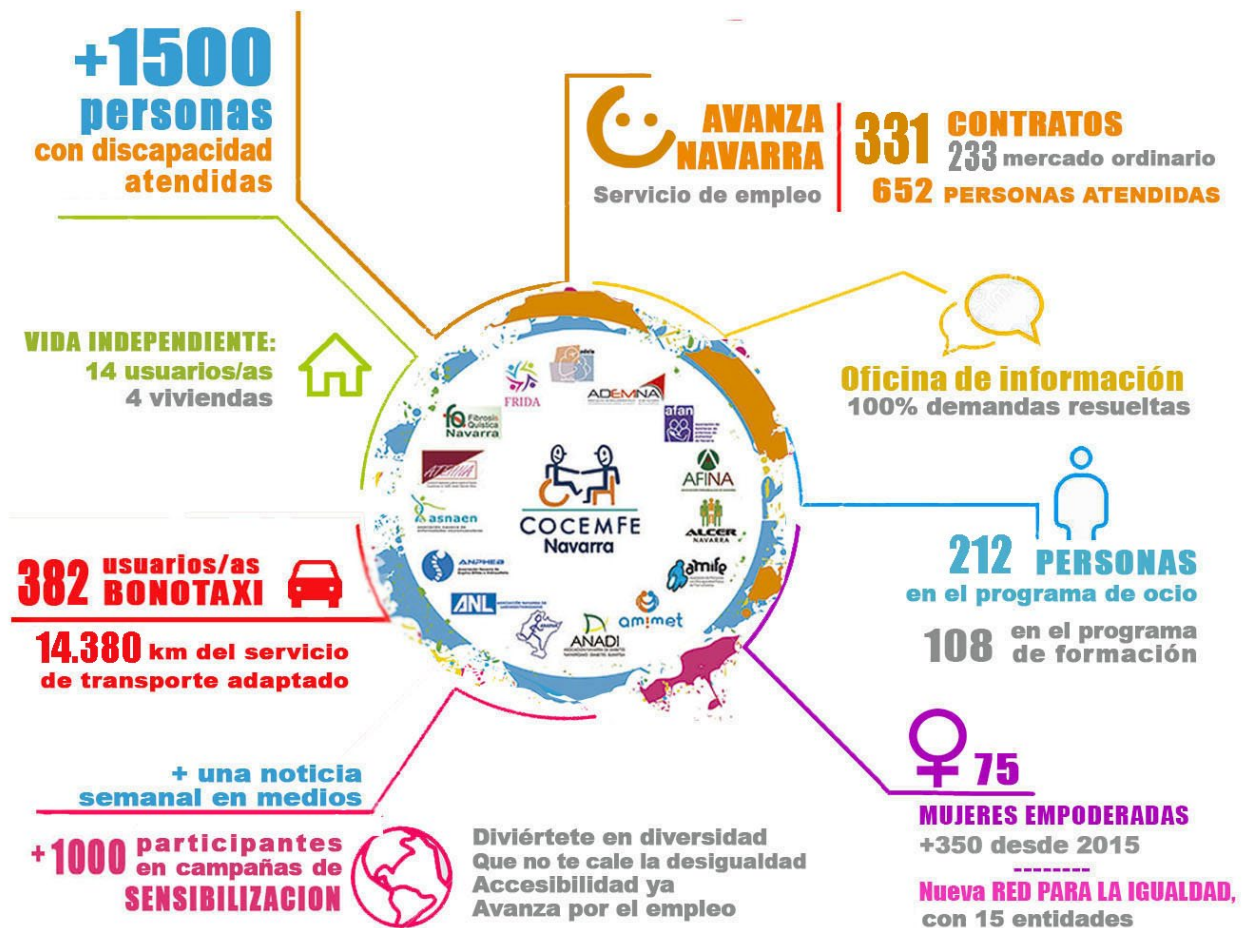 +1500
personas
con discapacidad
atendidas
AVANZA
NAVARRA
Servicio de empleo
331 CONTRATOS
233 mercado ordinario
652 PERSONAS ATENDIDAS
VIDA INDEPENDIENTE:
14 usuarios/as
4 viviendas
Oficina de información
100% demandas resueltas
FRIDA
ADEMNA
Fibrosis
Quística
Navarra
afan
AFINA
asnaen
COCEMFE
Navarra
ALCER
NAVARRA
ANPHEB
amife
ANL
amimet
ANADI
382 usuarios/as
BONOTAXI
14.380 km del servicio
de transporte adaptado
212 PERSONAS
en el programa de ocio
108 en el programa
de formación
+ una noticia
semanal en medios
+1000 participantes
en campañas de
SENSIBILIZACION
Diviértete en diversidad
Que no te cale la desigualdad
Accesibilidad ya
Avanza por el empleo
75
MUJERES EMPODERADAS
+350 desde 2015
--------
Nueva RED PARA LA IGUALDAD,
con 15 entidades